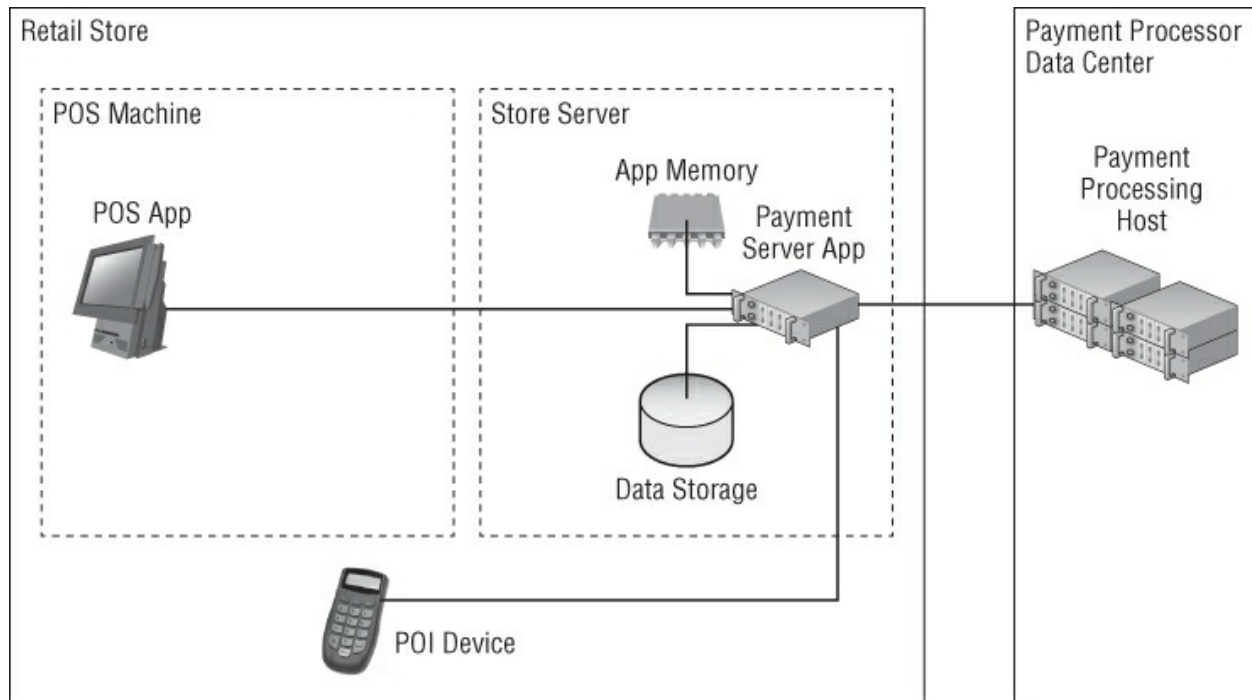 Retail Store
POS Machine
POS App
Store Server
App Memory
Payment
Server App
Data Storage
POI Device
Payment Processor
Data Center
Payment
Processing
Host